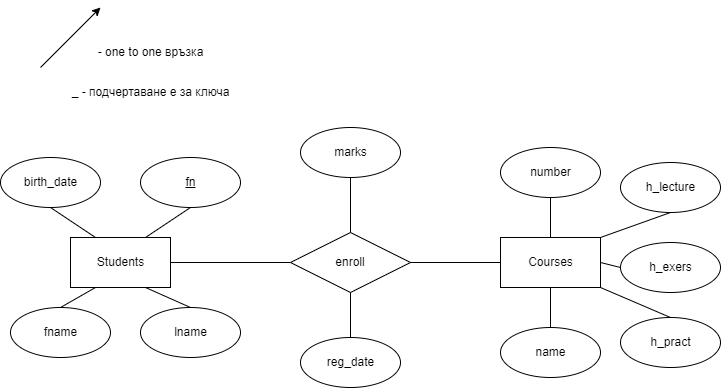 - one to one връзка
_ - подчертаване е за ключа
marks
birth_date
fn
number
h_lecture
Students
enroll
Courses
h_exers
fname
lname
reg_date
name
h_pract